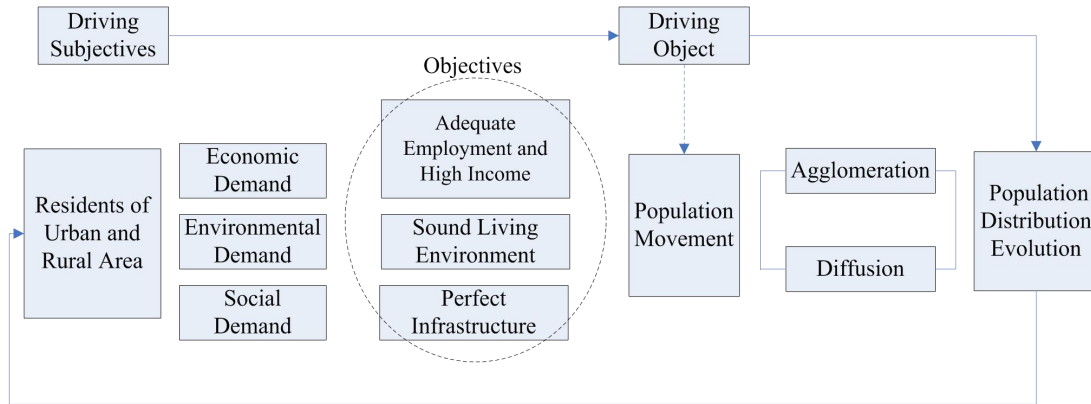 Driving
Subjectives
Driving
Object
Objectives
Adequate
Employment and
High Income
Economic
Demand
Agglomeration
Residents of
Urban and
Rural Area
Environmental
Demand
Sound Living
Environment
Population
Movement
Population
Distribution
Evolution
Diffusion
Social
Demand
Perfect
Infrastructure